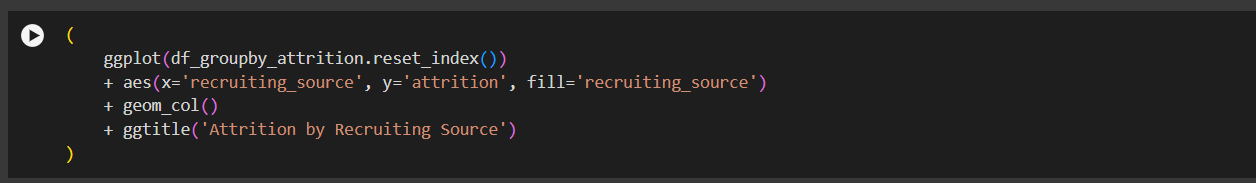 (
    ggplot(df_groupby_attrition.reset_index())
    + aes(x='recruiting_source', y='attrition', fill='recruiting_source')
    + geom_col()
    + ggtitle('Attrition by Recruiting Source')
)